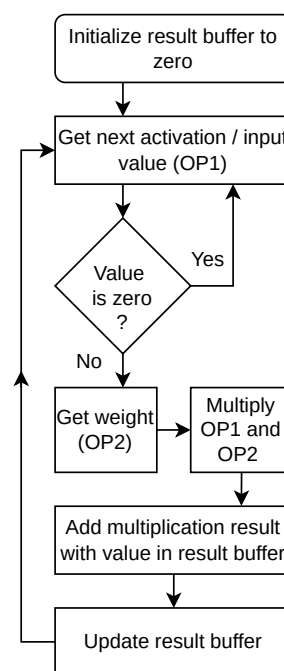 Initialize result buffer to
zero
Get next activation / input
value (OP1)
Value
is zero
?
Yes
No
Get weight
(OP2)
Multiply
OP1 and
OP2
Add multiplication result
with value in result buffer
Update result buffer